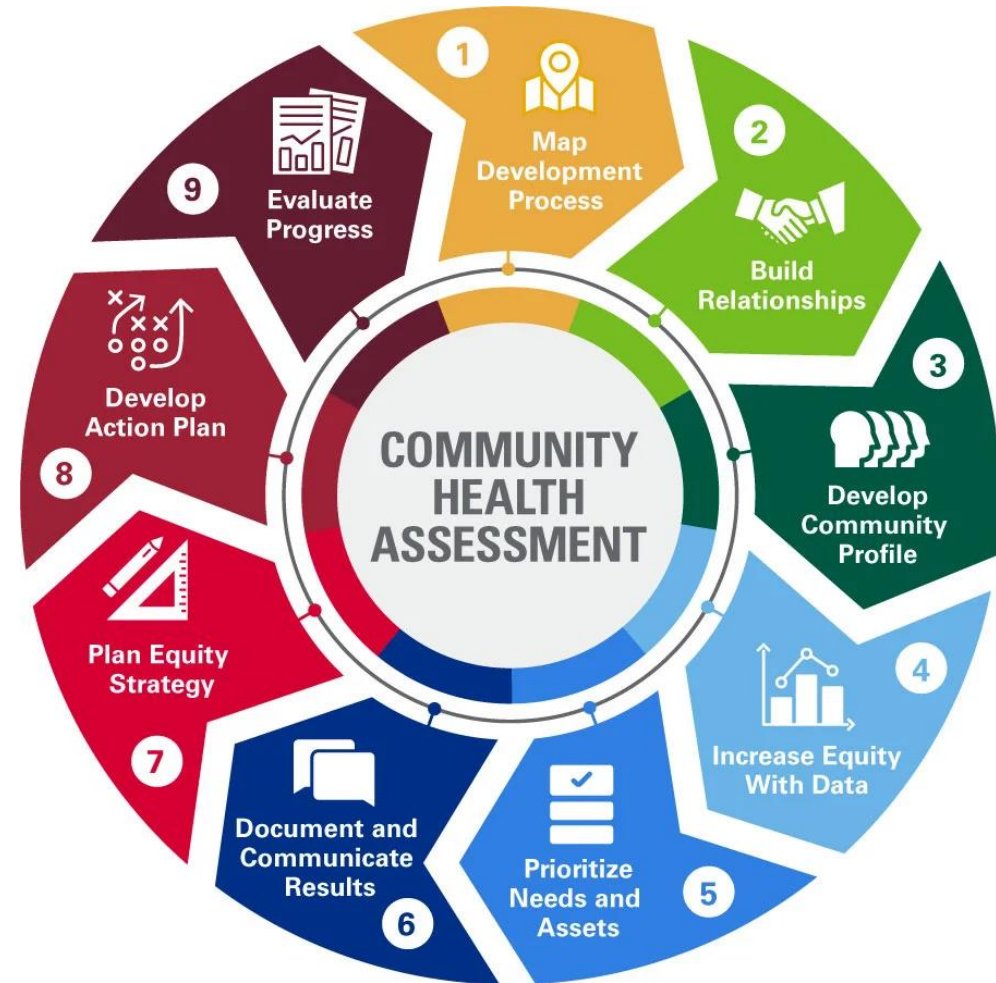 1
Map
Development
Process
2
Build
Relationships
3
Develop
Community
Profile
4
Increase Equity
With Data
5
Prioritize
Needs and
Assets
6
Document and
Communicate
Results
7
Plan Equity
Strategy
8
Develop
Action Plan
9
Evaluate
Progress
COMMUNITY
HEALTH
ASSESSMENT